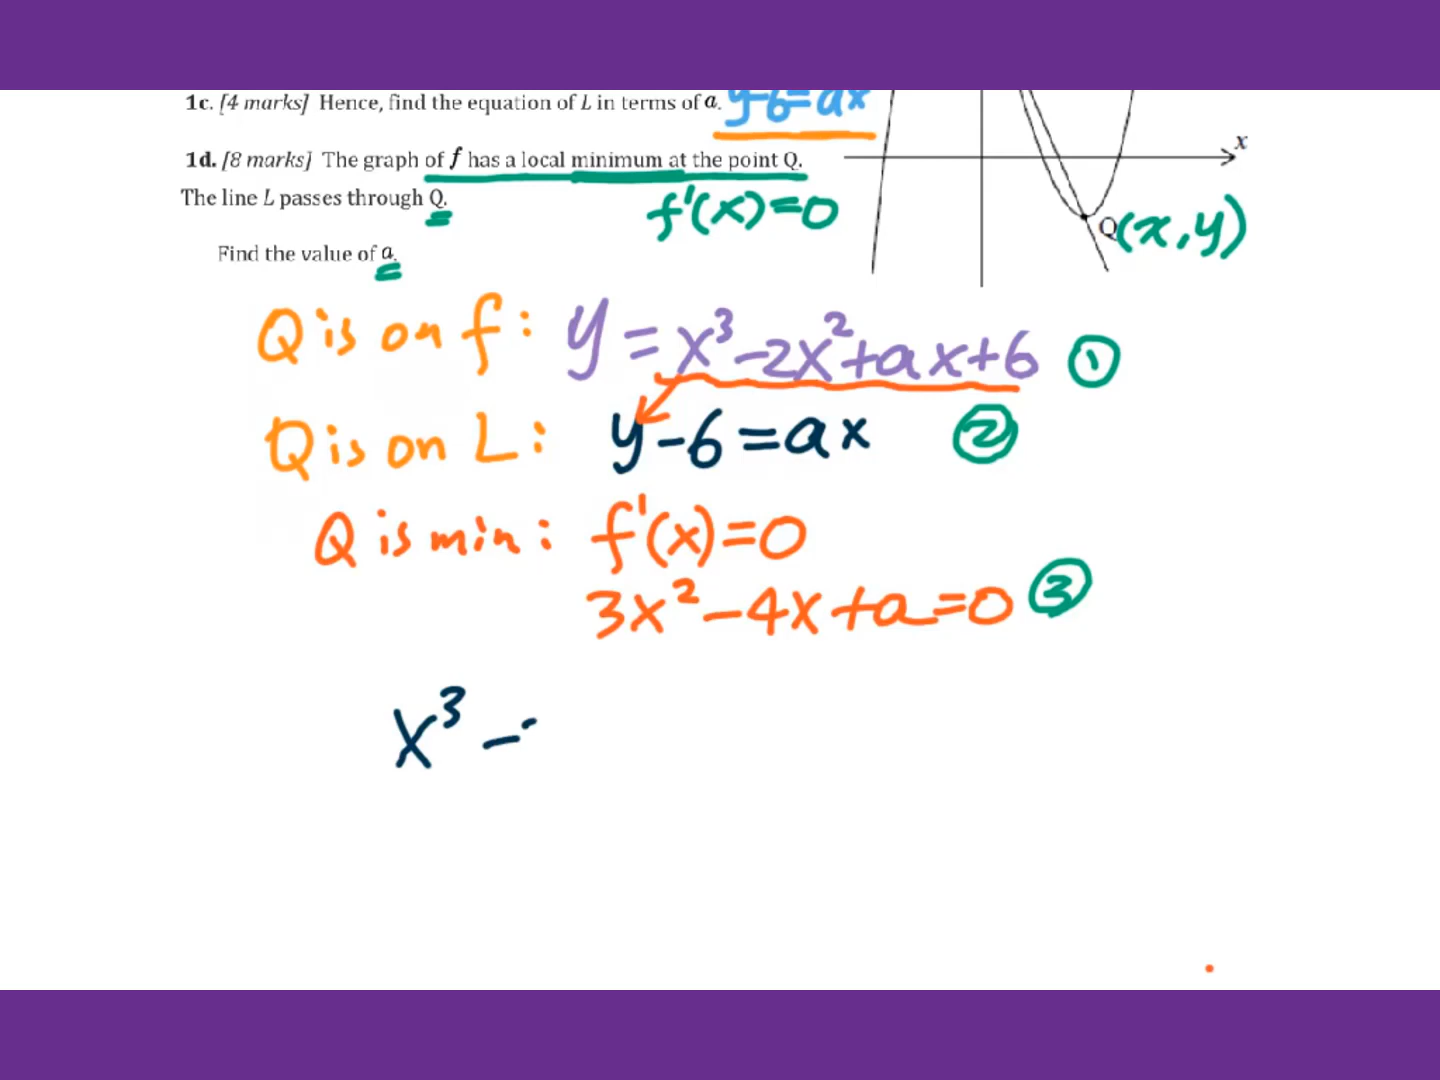 1c. [4 marks] Hence, find the equation of L in terms of a. y-6=ax
x
1d. [8 marks] The graph of f has a local minimum at the point Q.
The line L passes through Q.
f'(x)=0
Q(x,y)
Find the value of a.
Q is on f: y=x³-2x²+ax+6 ①
Q is on L: y-6=ax ②
Q is min: f'(x)=0
3x²-4x+a=0 ③
x³-